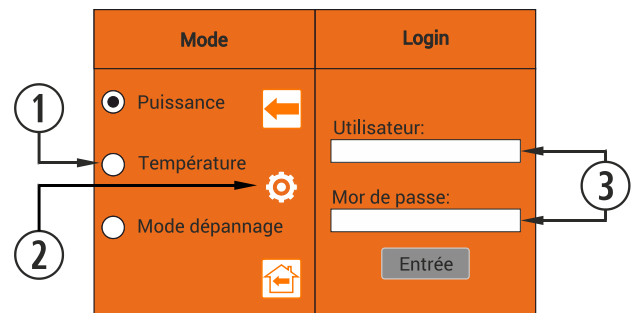 Mode
Login
Puissance
Température
Mode dépannage
Utilisateur:
Mor de passe:
Entrée
1
2
3